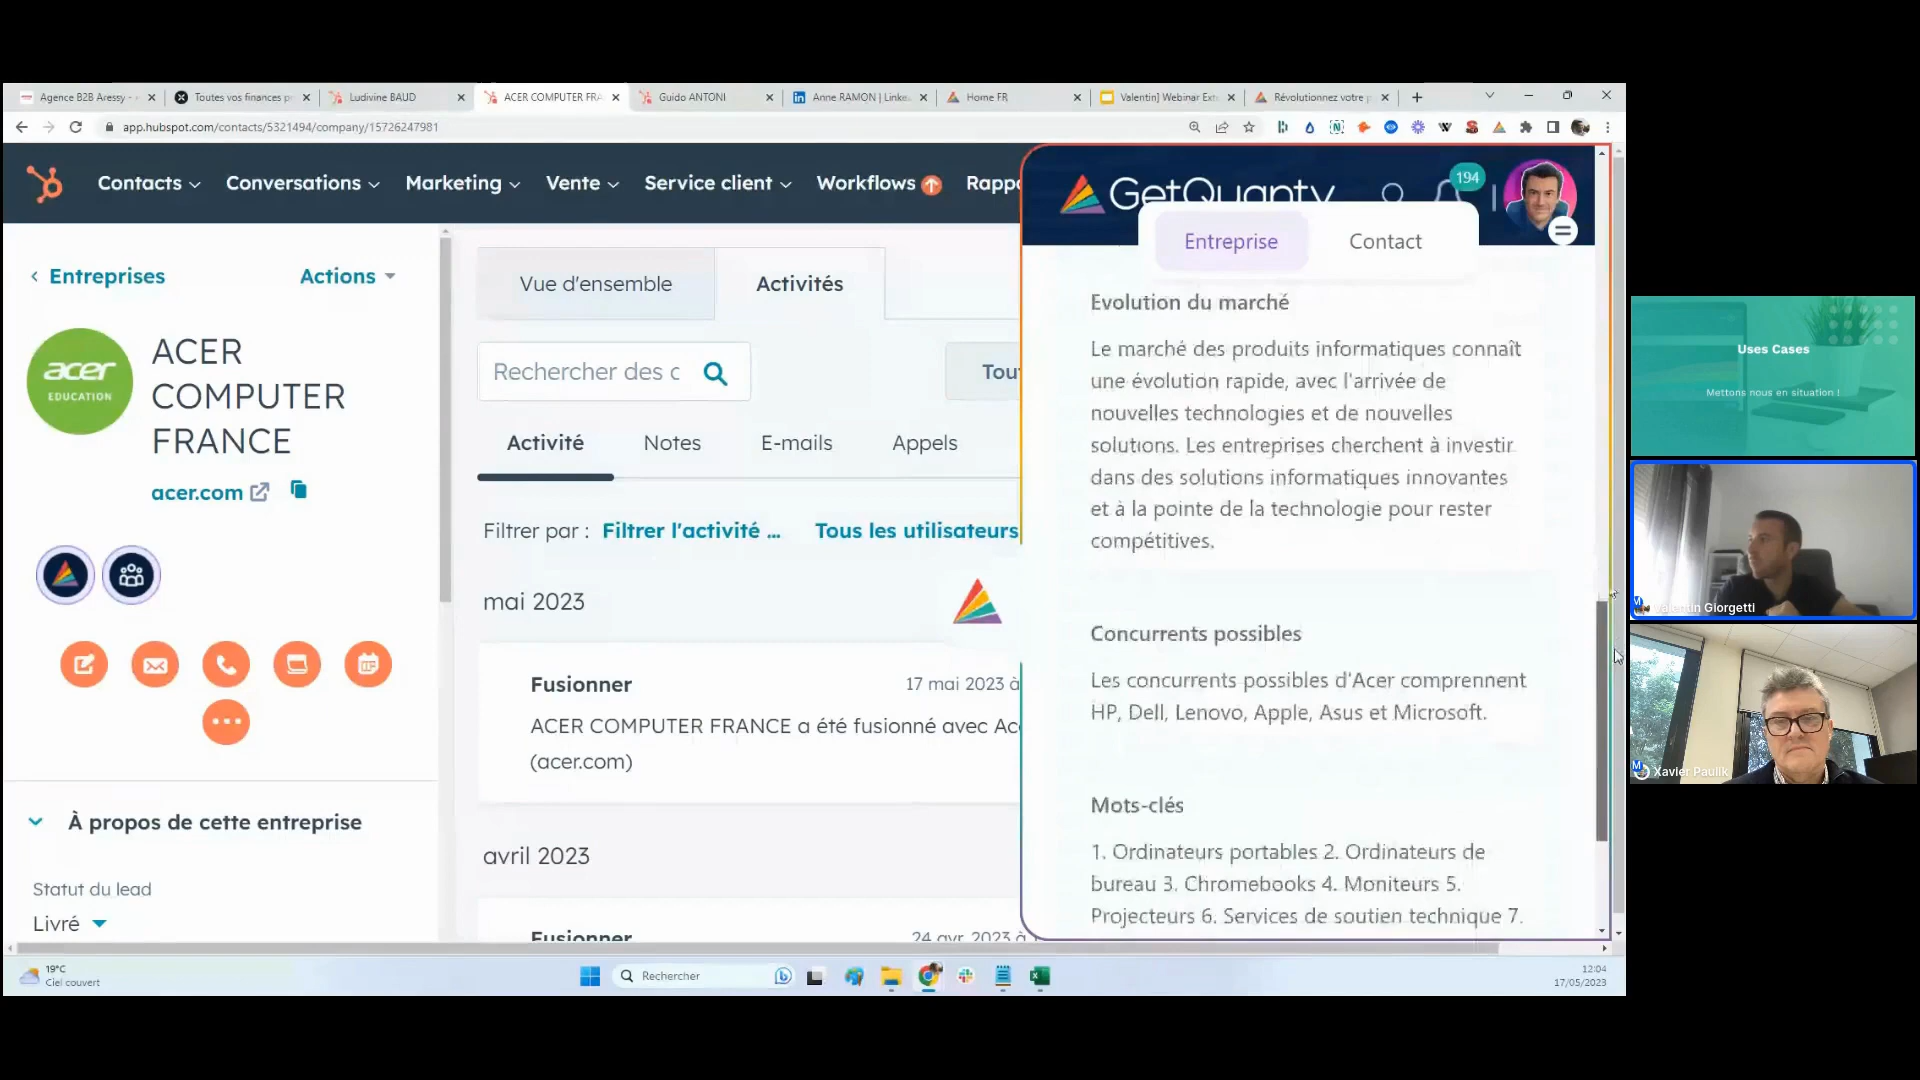 Agence B2B Aressy -
Toutes vos finances p
Ludivine BAUD
ACER COMPUTER FRA
Guido ANTONI
Anne RAMON | Linke
Home FR
Valentin] Webinar Ext
Révolutionnez votre p
app.hubspot.com/contacts/5321494/company/15726247981
Contacts
Conversations
Marketing
Vente
Service client
Workflows
Rappo
GetQuanty
194
Entreprise
Contact
Entreprises
Actions
acer
EDUCATION
ACER
COMPUTER
FRANCE
acer.com
À propos de cette entreprise
Statut du lead
Livré
Vue d'ensemble
Activités
Rechercher des c
Tou
Activité
Notes
E-mails
Appels
Filtrer par :
Filtrer l'activité ...
Tous les utilisateurs
mai 2023
Fusionner
17 mai 2023 à
ACER COMPUTER FRANCE a été fusionné avec Ac
(acer.com)
avril 2023
Fusionner
24 avr. 2023 à
Evolution du marché
Le marché des produits informatiques connaît
une évolution rapide, avec l'arrivée de
nouvelles technologies et de nouvelles
solutions. Les entreprises cherchent à investir
dans des solutions informatiques innovantes
et à la pointe de la technologie pour rester
compétitives.
Concurrents possibles
Les concurrents possibles d'Acer comprennent
HP, Dell, Lenovo, Apple, Asus et Microsoft.
Mots-clés
1. Ordinateurs portables 2. Ordinateurs de
bureau 3. Chromebooks 4. Moniteurs 5.
Projecteurs 6. Services de soutien technique 7.
19°C
Ciel couvert
Rechercher
12:04
17/05/2023
Uses Cases
Mettons nous en situation !
Valentin Giorgetti
Xavier Paulik